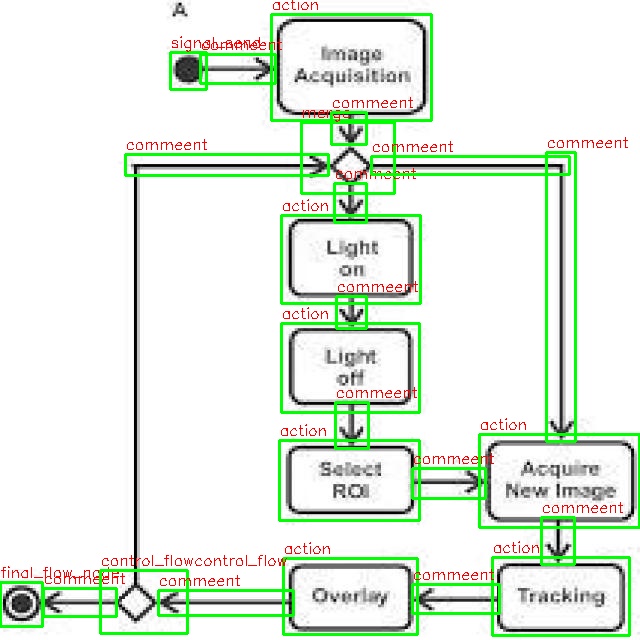 A
action
signal_send
commeent
Image
Acquisition
commeent
merge
commeent
commeent
commeent
commeent
action
Light
on
commeent
action
Light
off
commeent
action
Select
ROI
commeent
action
Acquire
New Image
commeent
action
Tracking
commeent
action
Overlay
control_flowcontrol_flow
commeent
final_flow_node
commeent